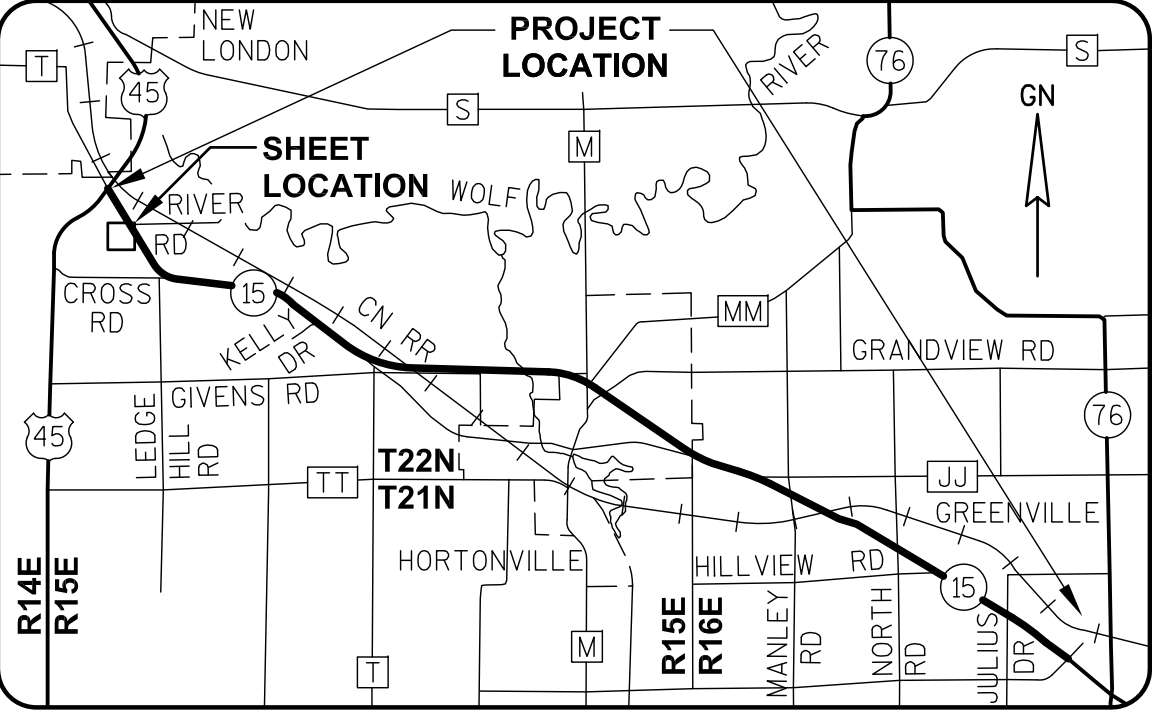 NEW
LONDON
PROJECT
LOCATION
RIVER
76
S
T
45
S
GN
M
SHEET
LOCATION
WOLF
RIVER
RD
CROSS
RD
15
MM
CN RR
KELLY
DR
GRANDVIEW RD
GIVENS RD
76
45
LEDGE
HILL
RD
T22N
T21N
TT
JJ
GREENVILLE
HORTONVILLE
HILLVIEW RD
15
R14E
R15E
R15E
R16E
MANLEY
RD
NORTH
RD
JULIUS
DR
M
T